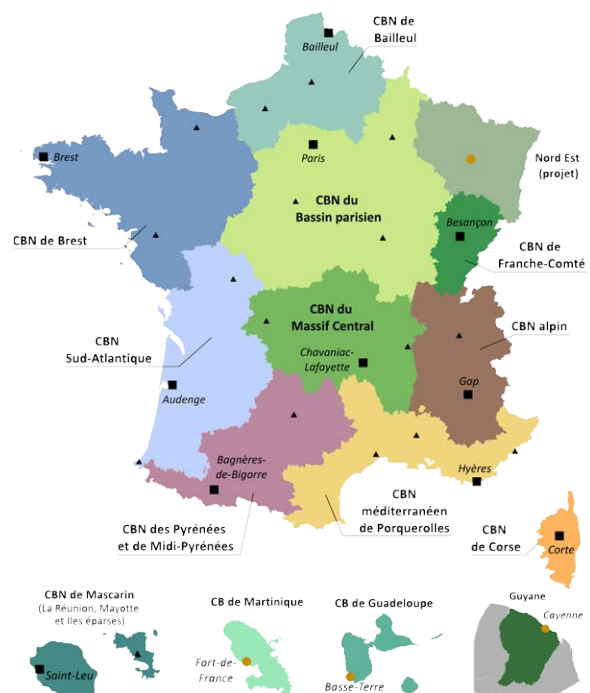 CBN de
Bailleul
Bailleul
Nord Est
(projet)
Brest
Paris
CBN du
Bassin parisien
Besançon
CBN de Brest
CBN de
Franche-Comté
CBN du
Massif Central
CBN alpin
CBN
Sud-Atlantique
Chavaniac-
Lafayette
Gap
Audenge
Bagnères-
de-Bigorre
Hyères
CBN
méditerranéen
de Porquerolles
CBN des Pyrénées
et de Midi-Pyrénées
CBN
de Corse
Corte
CBN de Mascarin
(La Réunion, Mayotte
et Iles éparses)
Saint-Leu
CB de Martinique
Fort-de-
France
CB de Guadeloupe
Basse-Terre
Guyane
Cayenne